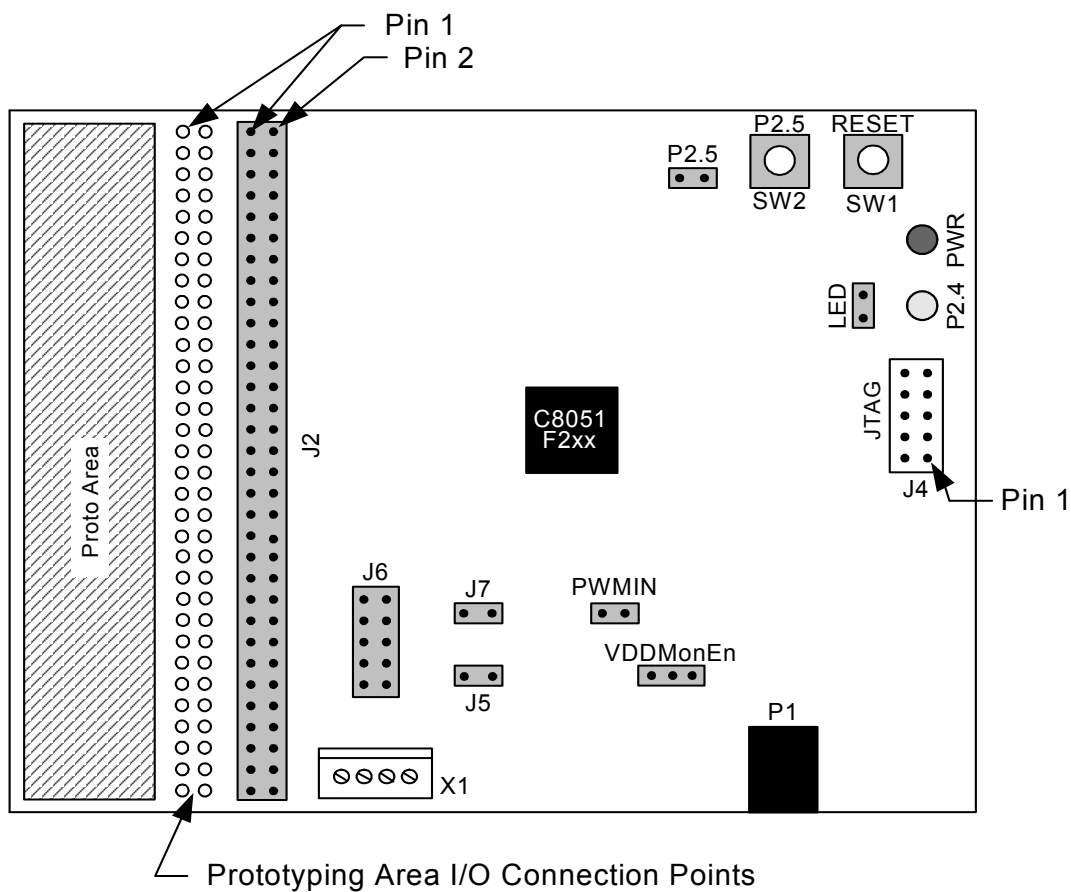 Pin 1
Pin 2
P2.5
RESET
P2.5
SW2
SW1
PWR
LED
P2.4
C8051
F2xx
J2
JTAG
J4
Pin 1
Proto Area
J6
J7
PWMIN
VDDMonEn
J5
P1
X1
Prototyping Area I/O Connection Points